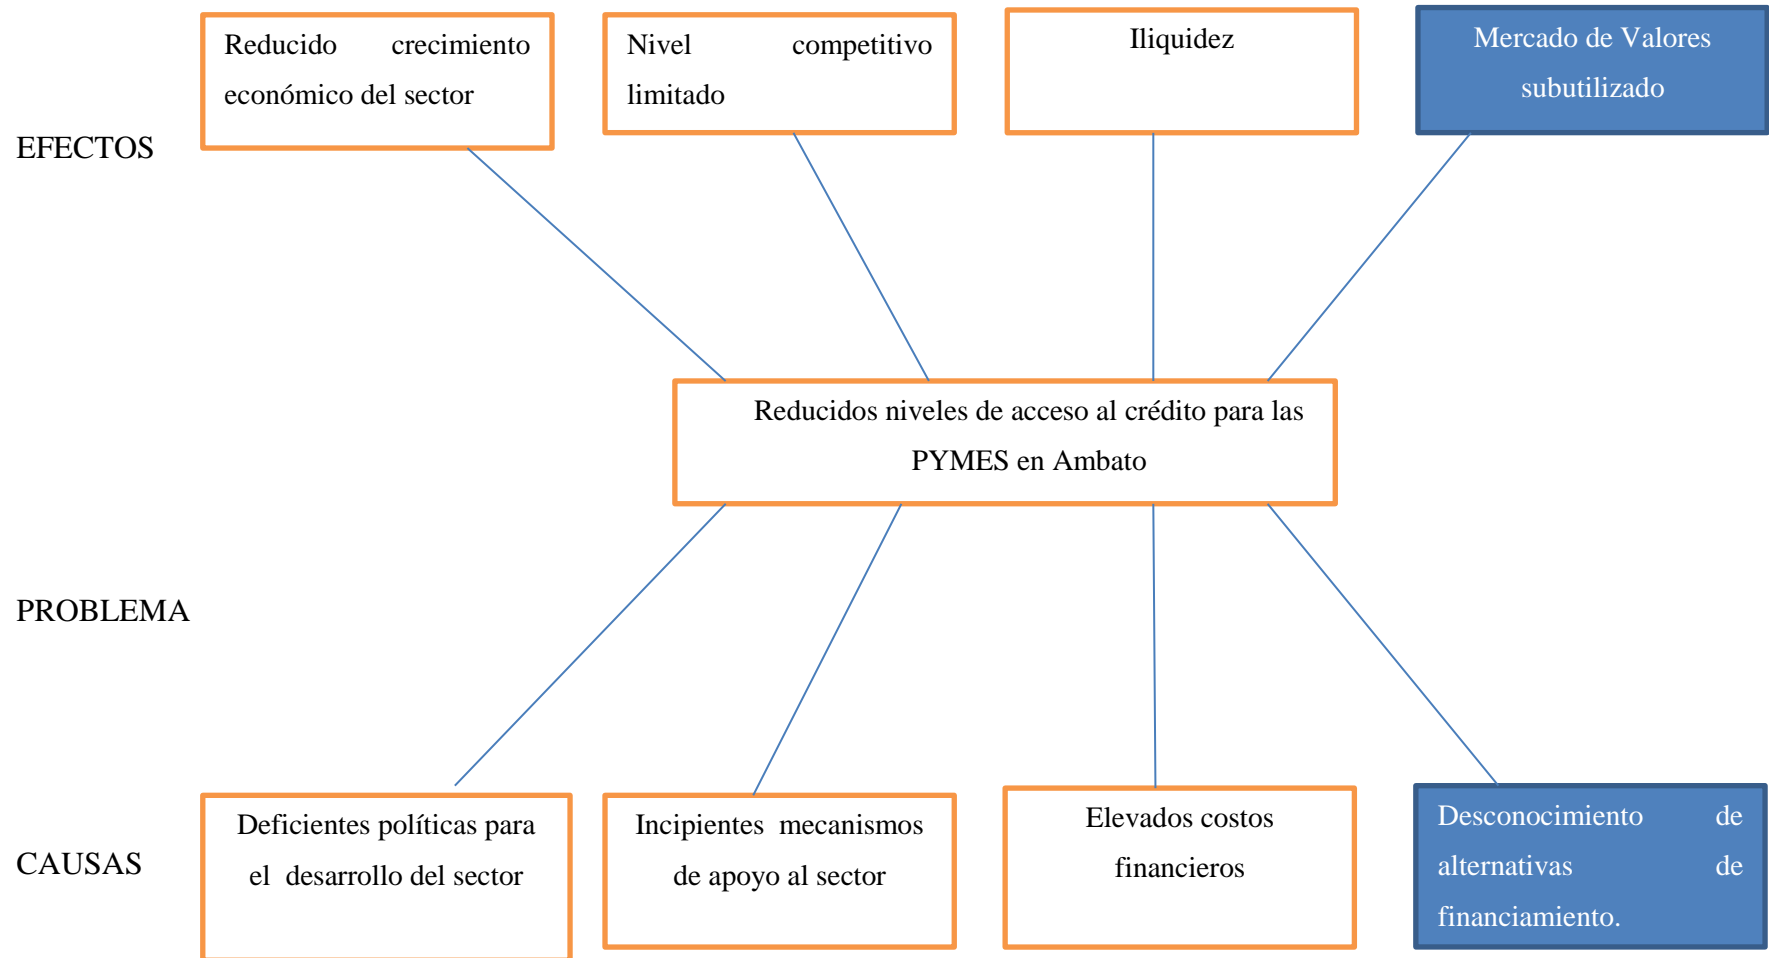 Reducido crecimiento
económico del sector
Nivel competitivo
limitado
Iliquidez
Mercado de Valores
subutilizado
EFECTOS
Reducidos niveles de acceso al crédito para las
PYMES en Ambato
PROBLEMA
CAUSAS
Deficientes políticas para
el desarrollo del sector
Incipientes mecanismos
de apoyo al sector
Elevados costos
financieros
Desconocimiento de
alternativas de
financiamiento.